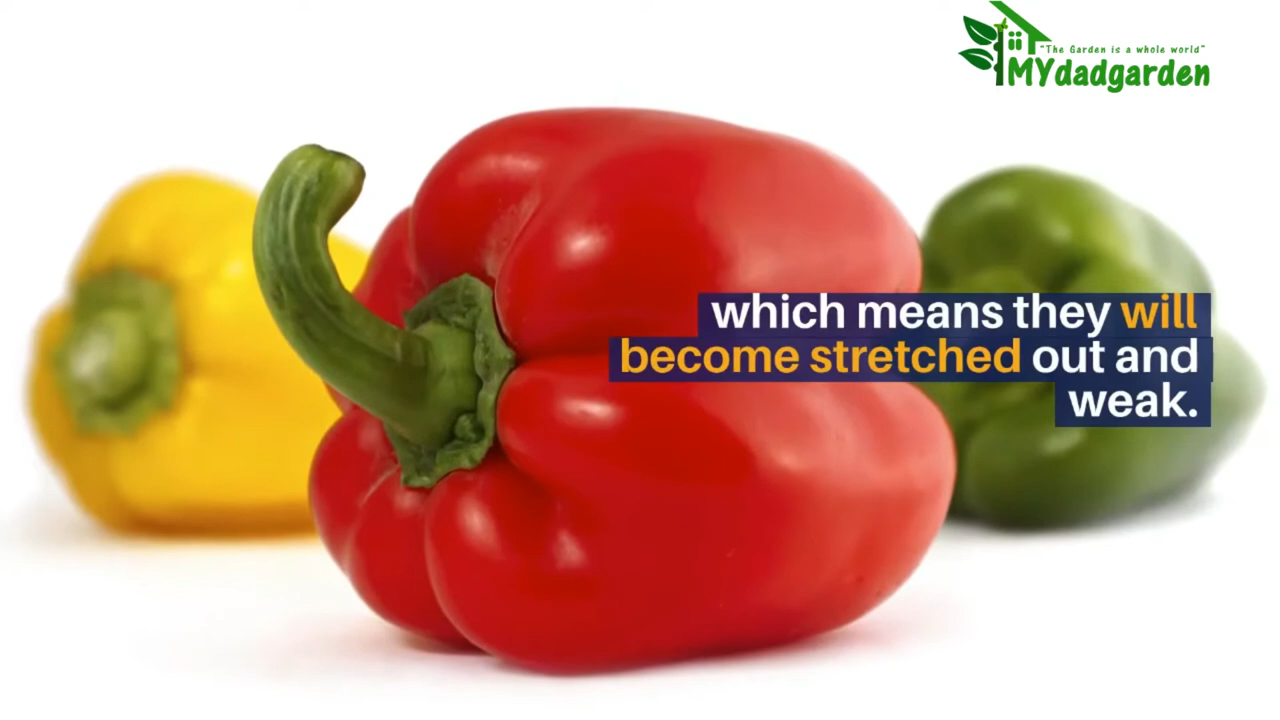 "The Garden is a whole world"
MYdadgarden
which means they will
become stretched out and
weak.